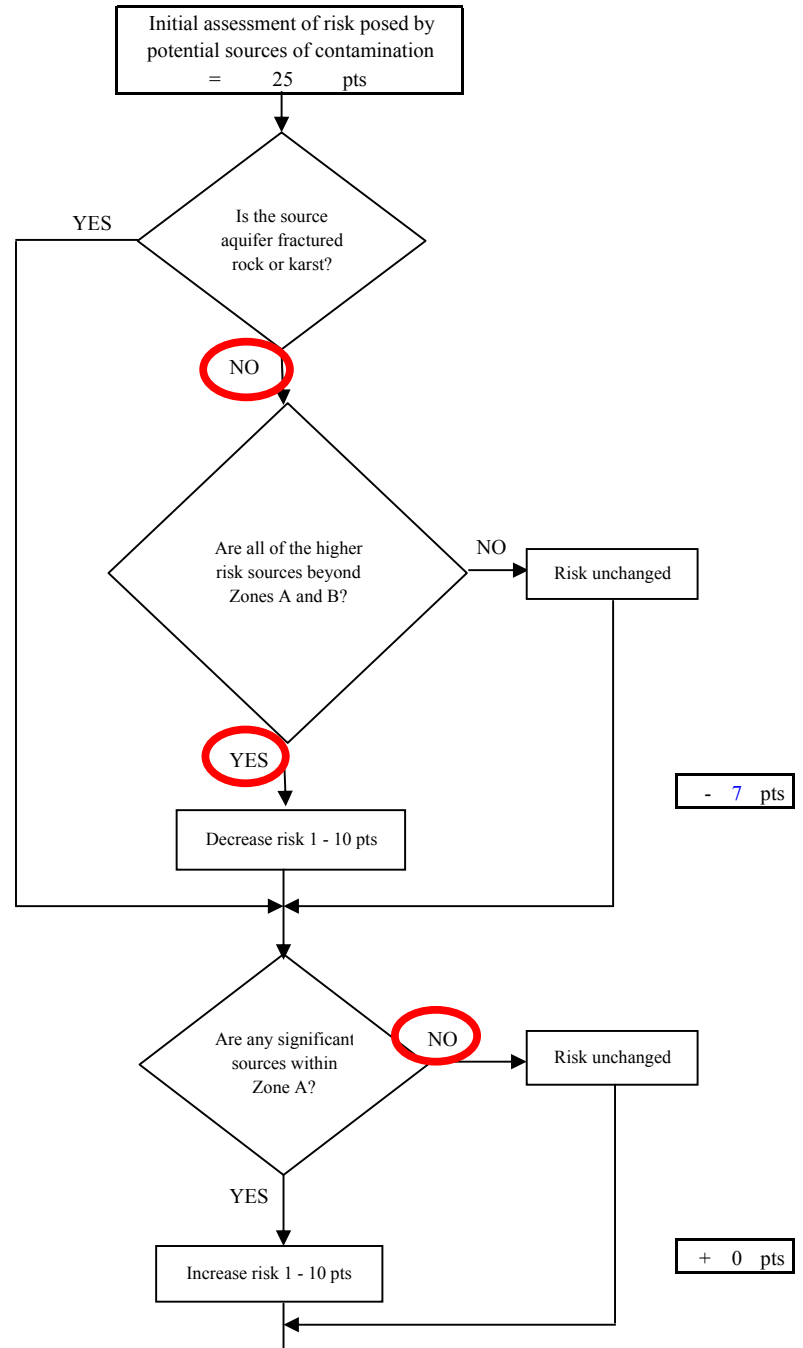 Initial assessment of risk posed by
potential sources of contamination
= 25 pts
YES
Is the source
aquifer fractured
rock or karst?
NO
Are all of the higher
risk sources beyond
Zones A and B?
NO
Risk unchanged
YES
- 7 pts
Decrease risk 1 - 10 pts
Are any significant
sources within
Zone A?
NO
Risk unchanged
YES
+ 0 pts
Increase risk 1 - 10 pts